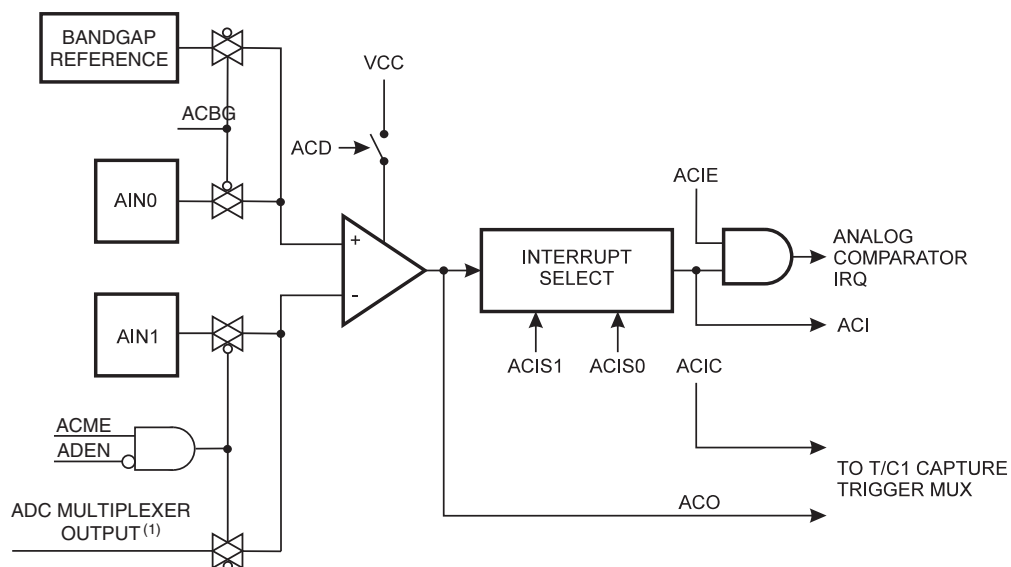 BANDGAP
REFERENCE
VCC
ACBG
ACD
AIN0
ACIE
+
INTERRUPT
SELECT
ANALOG
COMPARATOR
IRQ
-
AIN1
ACI
ACIS1
ACIS0
ACIC
ACME
ADEN
TO T/C1 CAPTURE
TRIGGER MUX
ACO
ADC MULTIPLEXER
OUTPUT(1)